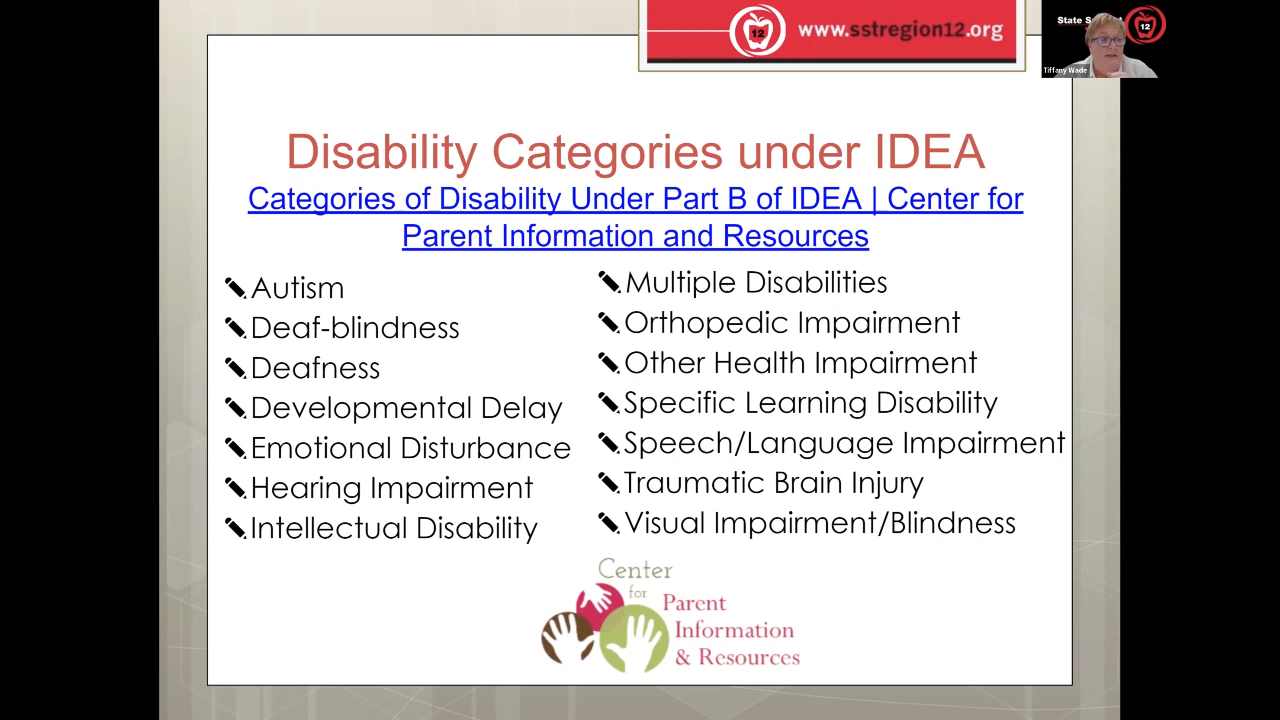 www.sstregion12.org
12
State S
12
Tiffany Wade
Disability Categories under IDEA
Categories of Disability Under Part B of IDEA | Center for
Parent Information and Resources
Autism
Deaf-blindness
Deafness
Developmental Delay
Emotional Disturbance
Hearing Impairment
Intellectual Disability
Multiple Disabilities
Orthopedic Impairment
Other Health Impairment
Specific Learning Disability
Speech/Language Impairment
Traumatic Brain Injury
Visual Impairment/Blindness
Center
for
Parent
Information
& Resources